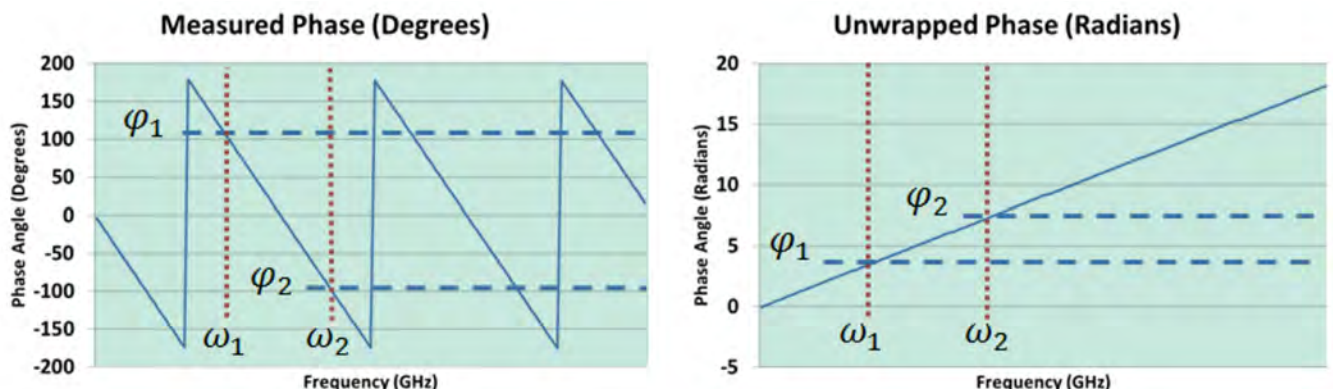 Measured Phase (Degrees)
Phase Angle (Degrees)
200
150
100
50
0
-50
-100
-150
-200
φ₁
φ₂
ω₁
ω₂
Frequency (GHz)
Unwrapped Phase (Radians)
Phase Angle (Radians)
20
15
10
5
0
-5
φ₂
φ₁
ω₁
ω₂
Frequency (GHz)